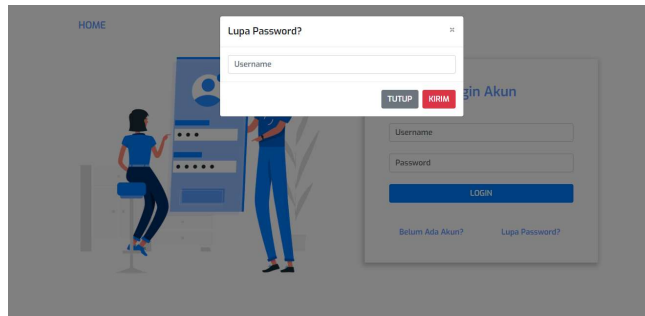 HOME
Lupa Password?
×
Username
TUTUP KIRIM
gin Akun
Username
Password
LOGIN
Belum Ada Akun? Lupa Password?